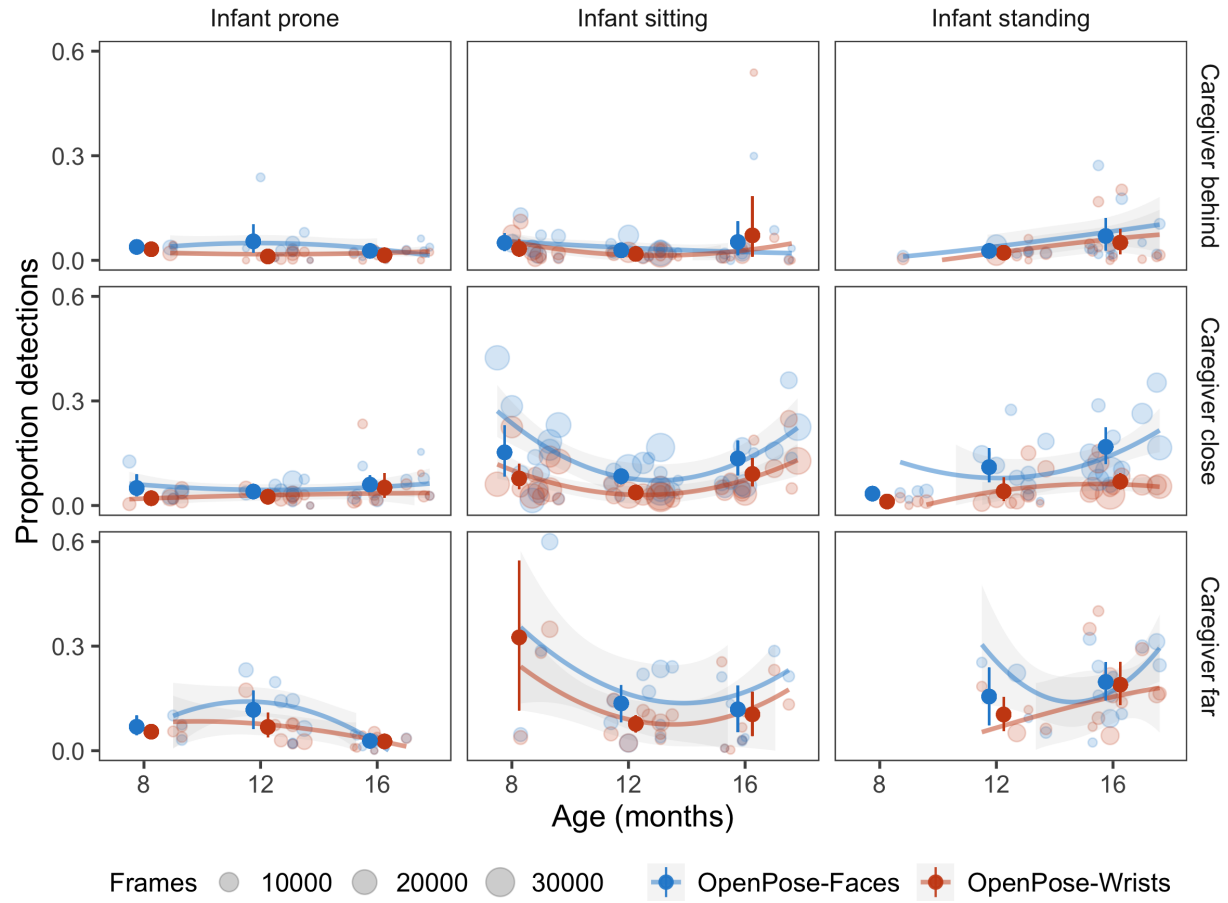 Infant prone Infant sitting Infant standing
0.6
0.3
0.0
Caregiver behind
0.6
0.3
0.0
Caregiver close
0.6
0.3
0.0
Caregiver far
Proportion detections
8 12 16 8 12 16 8 12 16
Age (months)
Frames 10000 20000 30000 OpenPose-Faces OpenPose-Wrists